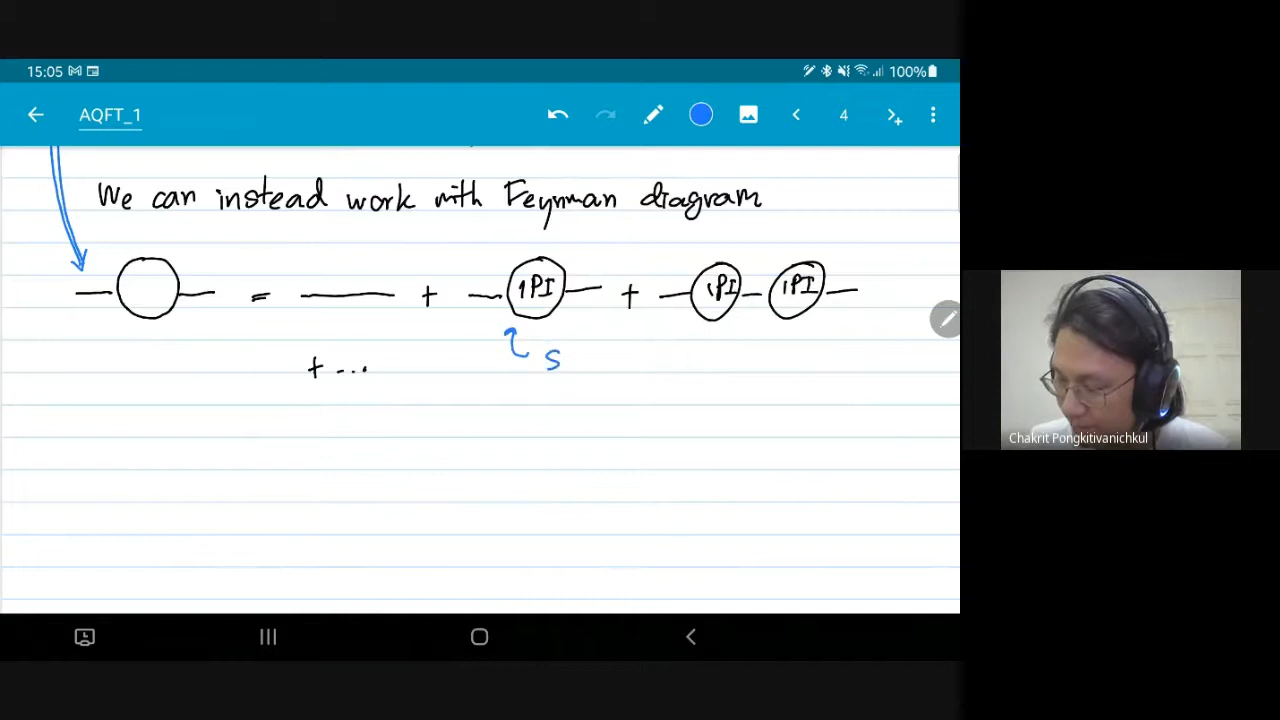 15:05 100%
AQFT_1 4
We can instead work with Feynman diagram
= + 1PI + 1PI 1PI
+ ...
S
Chakrit Pongkitivanichkul